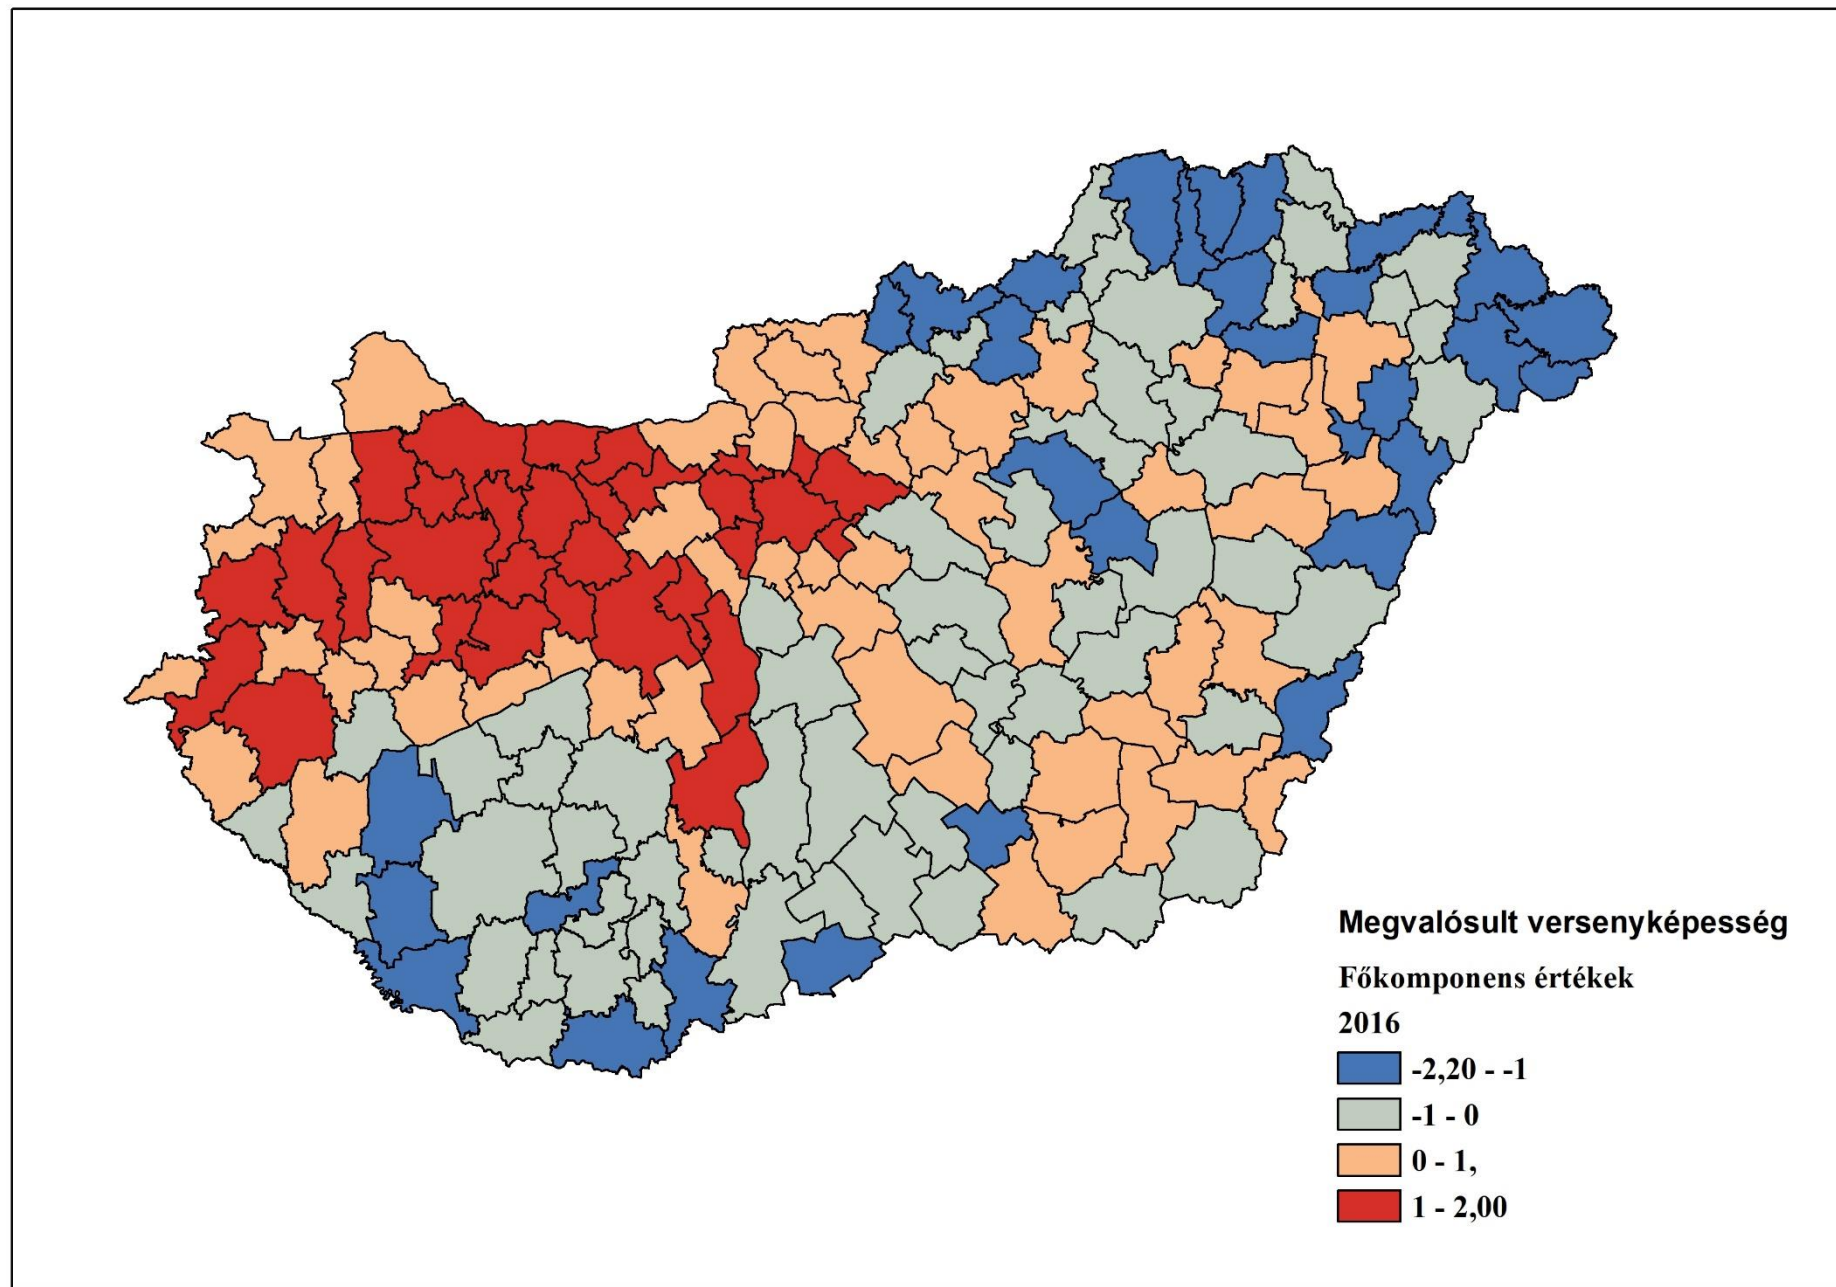 Megvalósult versenyképesség
Főkomponens értékek
2016
-2,20 - -1
-1 - 0
0 - 1,
1 - 2,00